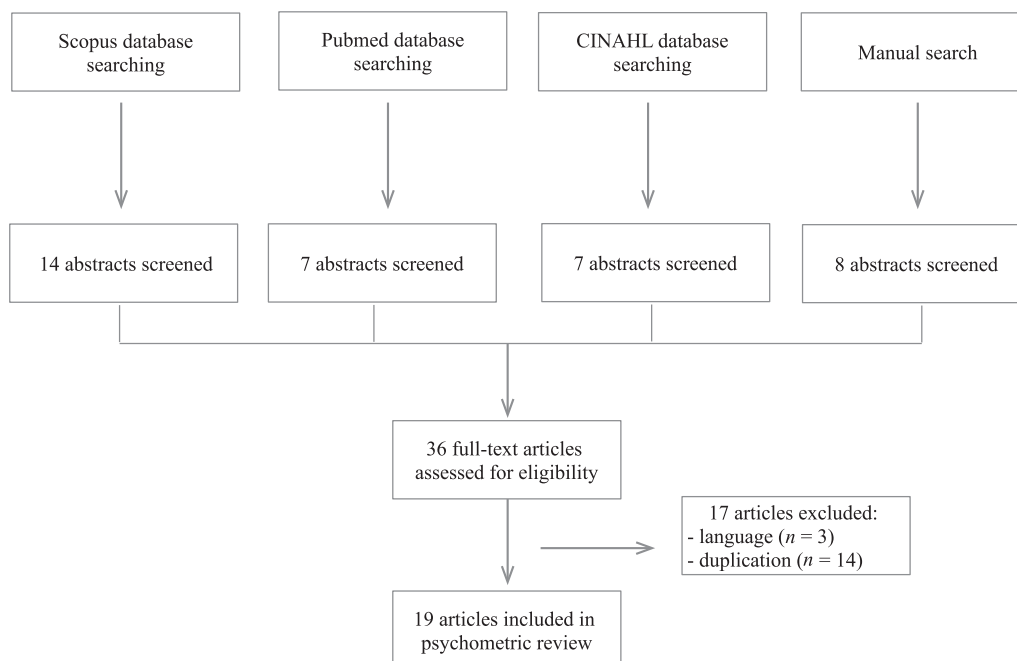 Scopus database
searching
Pubmed database
searching
CINAHL database
searching
Manual search
14 abstracts screened
7 abstracts screened
7 abstracts screened
8 abstracts screened
36 full-text articles
assessed for eligibility
17 articles excluded:
- language (n = 3)
- duplication (n = 14)
19 articles included in
psychometric review